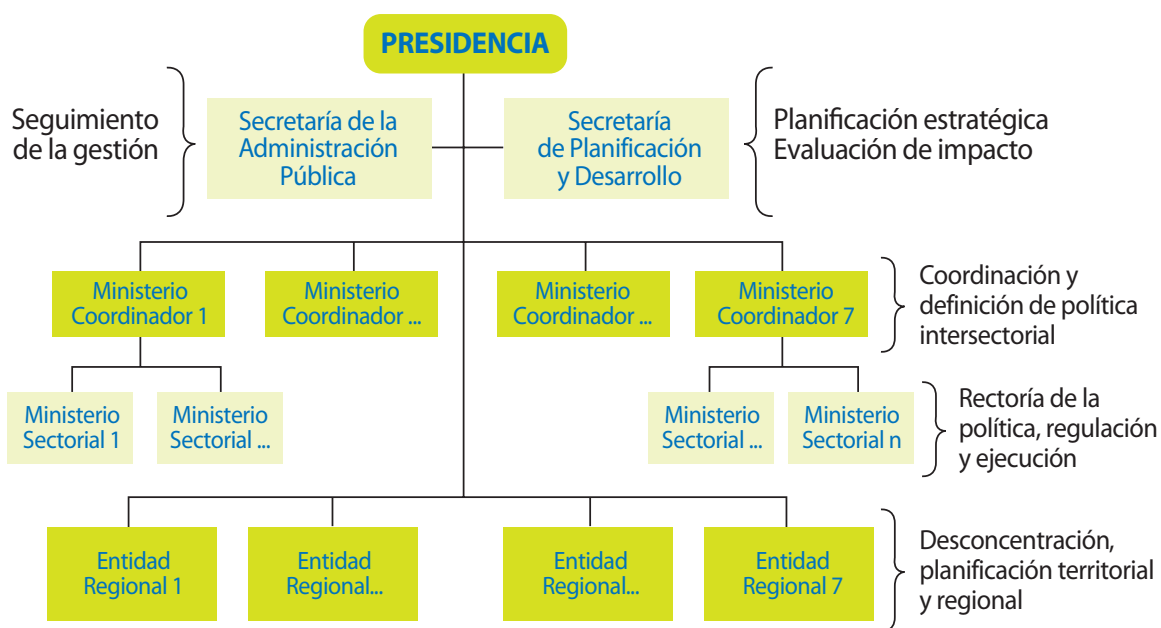 PRESIDENCIA
Seguimiento
de la gestión
Secretaría de la
Administración
Pública
Secretaría
de Planificación
y Desarrollo
Planificación estratégica
Evaluación de impacto
Ministerio
Coordinador 1
Ministerio
Coordinador ...
Ministerio
Coordinador ...
Ministerio
Coordinador 7
Coordinación y
definición de política
intersectorial
Ministerio
Sectorial 1
Ministerio
Sectorial ...
Ministerio
Sectorial ...
Ministerio
Sectorial n
Rectoría de la
política, regulación
y ejecución
Entidad
Regional 1
Entidad
Regional...
Entidad
Regional...
Entidad
Regional 7
Desconcentración,
planificación territorial
y regional